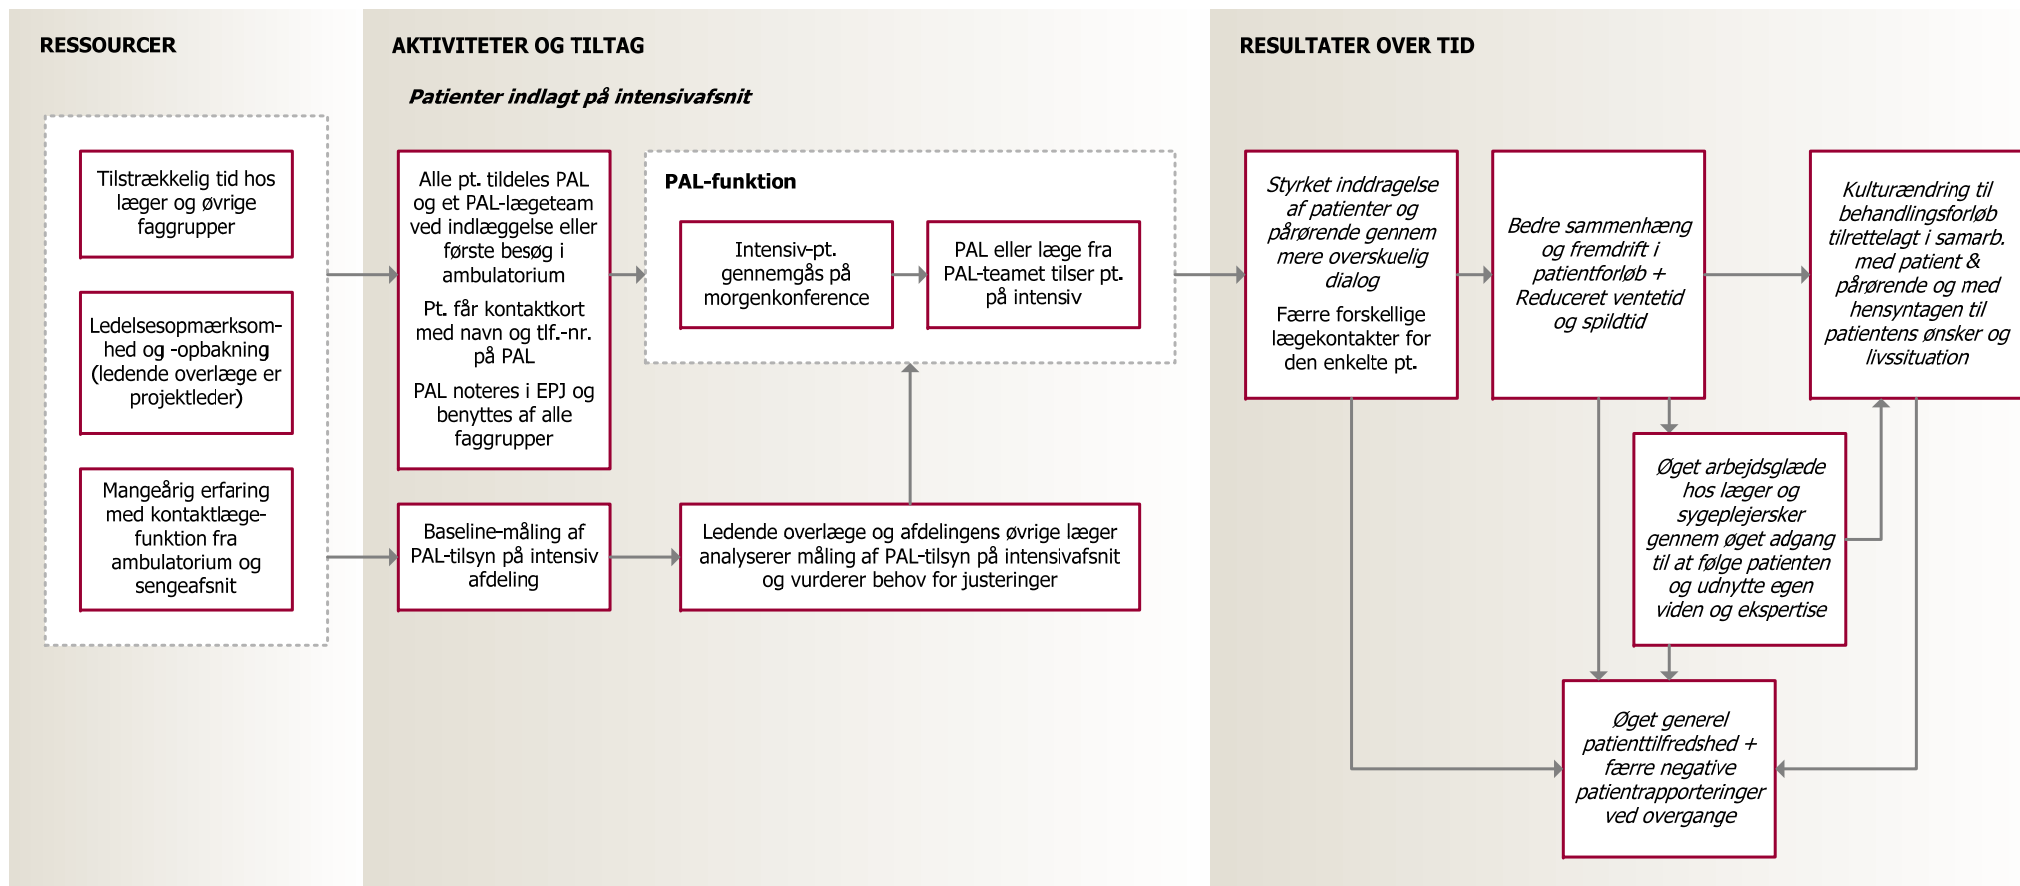 RESSOURCER
Tilstrækkelig tid hos
læger og øvrige
faggrupper
Ledelsesopmærksom-
hed og -opbakning
(ledende overlæge er
projektleder)
Mangeårig erfaring
med kontaktlæge-
funktion fra
ambulatorium og
sengeafsnit
AKTIVITETER OG TILTAG
Patienter indlagt på intensivafsnit
Alle pt. tildeles PAL
og et PAL-lægeteam
ved indlæggelse eller
første besøg i
ambulatorium
Pt. får kontaktkort
med navn og tlf.-nr.
på PAL
PAL noteres i EPJ og
benyttes af alle
faggrupper
PAL-funktion
Intensiv-pt.
gennemgås på
morgenkonference
PAL eller læge fra
PAL-teamet tilser pt.
på intensiv
Baseline-måling af
PAL-tilsyn på intensiv
afdeling
Ledende overlæge og afdelingens øvrige læger
analyserer måling af PAL-tilsyn på intensivafsnit
og vurderer behov for justeringer
RESULTATER OVER TID
Styrket inddragelse
af patienter og
pårørende gennem
mere overskuelig
dialog
Færre forskellige
lægekontakter for
den enkelte pt.
Bedre sammenhæng
og fremdrift i
patientforløb +
Reduceret ventetid
og spildtid
Kulturændring til
behandlingsforløb
tilrettelagt i samarb.
med patient &
pårørende og med
hensyntagen til
patientens ønsker og
livssituation
Øget arbejdsglæde
hos læger og
sygeplejersker
gennem øget adgang
til at følge patienten
og udnytte egen
viden og ekspertise
Øget generel
patienttilfredshed +
færre negative
patientrapporteringer
ved overgange